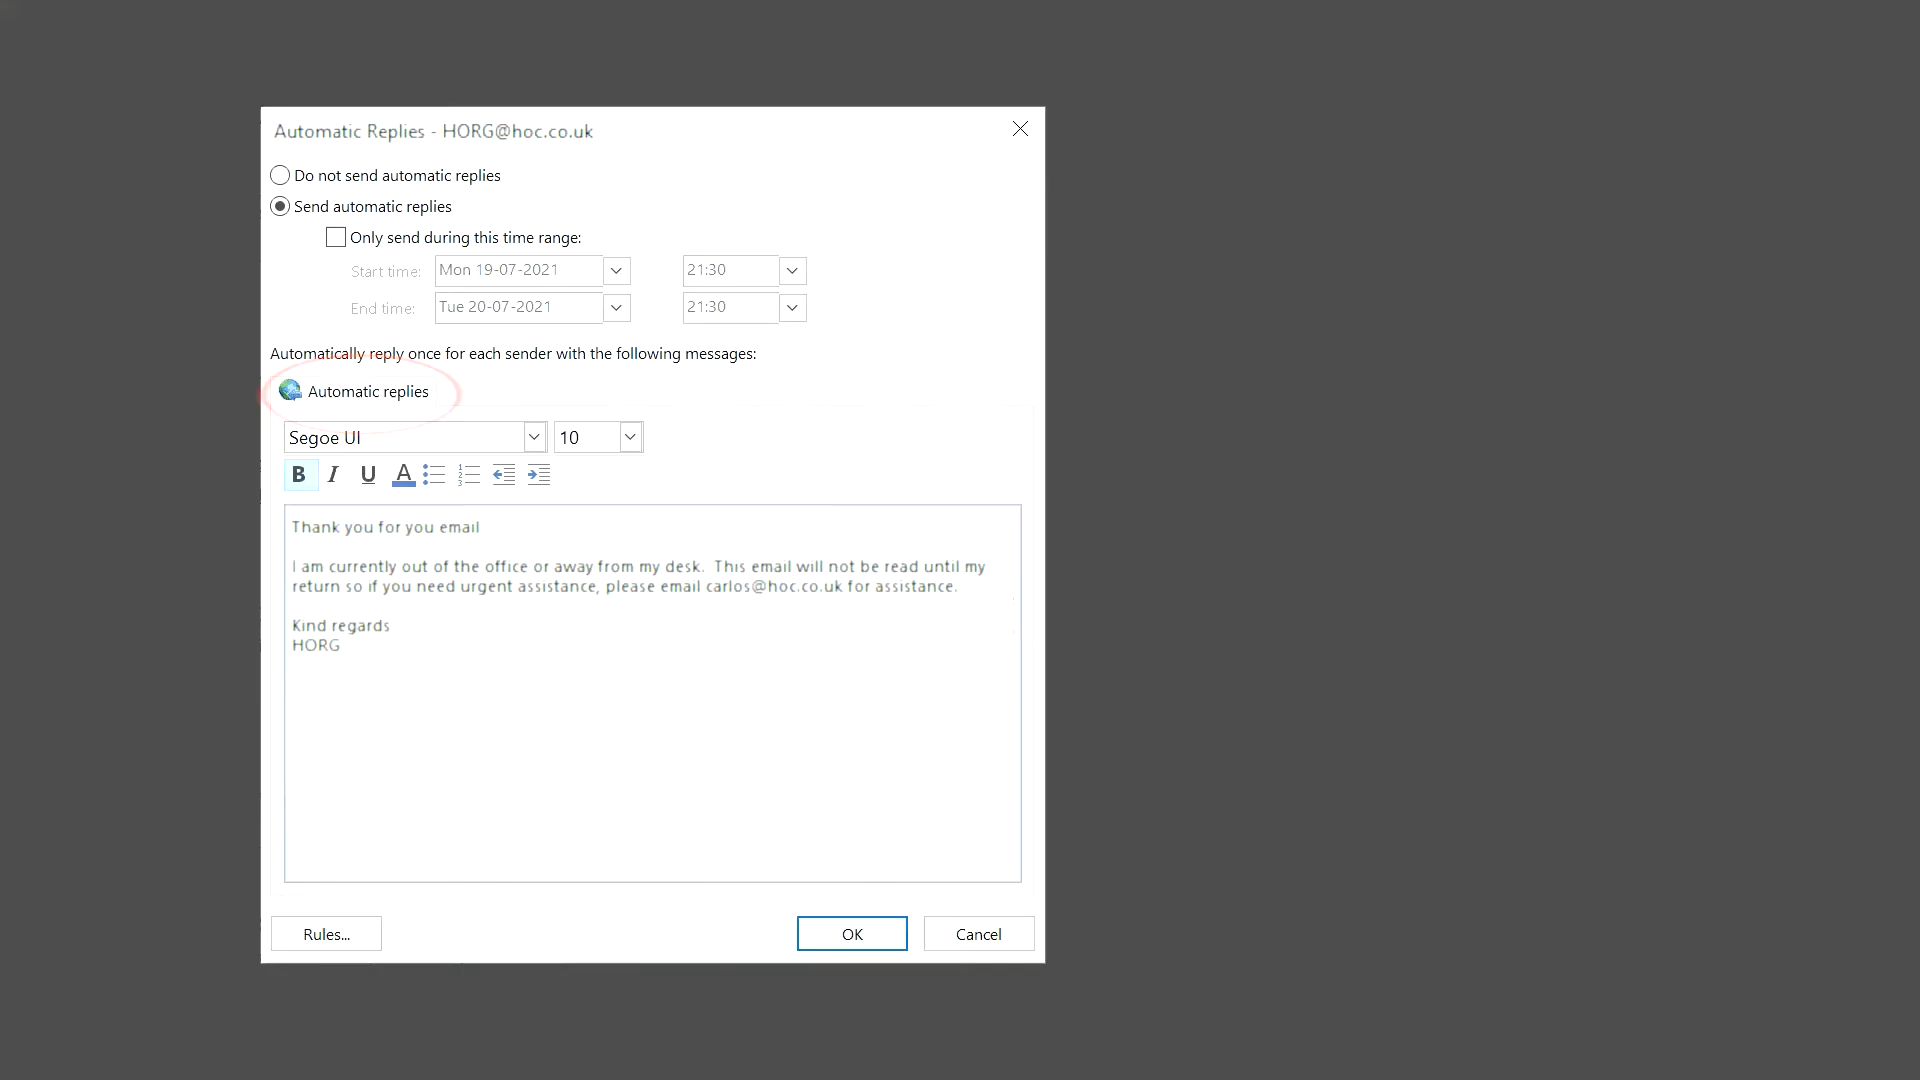 Automatic Replies - HORG@hoc.co.uk
Do not send automatic replies
Send automatic replies
Only send during this time range:
Start time: Mon 19-07-2021 21:30
End time: Tue 20-07-2021 21:30
Automatically reply once for each sender with the following messages:
Automatic replies
Segoe UI 10
B I U A
Thank you for you email
I am currently out of the office or away from my desk. This email will not be read until my
return so if you need urgent assistance, please email carlos@hoc.co.uk for assistance.
Kind regards
HORG
Rules... OK Cancel